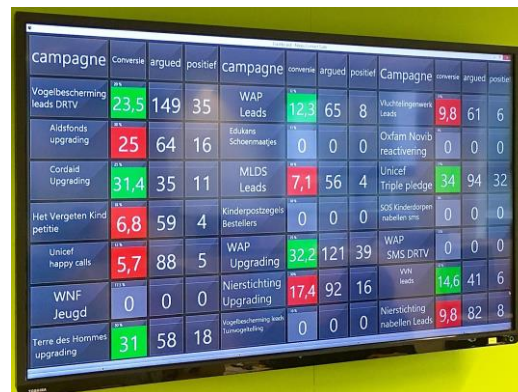 campagne Conversie argued positief campagne conversie argued positief Campagne conversie argued positief
Vogelbescherming
leads DRTV
23,5 149 35
WAP
Leads
12,3 65 8
Vluchtelingenwerk
Leads
9,8 61 6
Aidsfonds
upgrading
25 64 16
Edukans
Schoenmaatjes
0 0 0
Oxfam Novib
reactivering
0 0 0
Cordaid
Upgrading
31,4 35 11
MLDS
Leads
7,1 56 4
Unicef
Triple pledge
34 94 32
Het Vergeten Kind
petitie
6,8 59 4
Kinderpostzegels
Bestellers
0 0 0
SOS Kinderdorpen
nabellen sms
0 0 0
Unicef
happy calls
5,7 88 5
WAP
Upgrading
32,2 121 39
WAP
SMS DRTV
0 0 0
WNF
Jeugd
0 0 0
Nierstichting
Upgrading
17,4 92 16
VVN
leads
14,6 41 6
Terre des Hommes
upgrading
31 58 18
Vogelbescherming leads
Tuinvogeltelling
0 0 0
Nierstichting
nabellen Leads
9,8 82 8
TOSHIBA